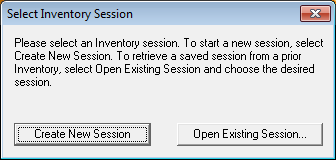 Select Inventory Session
Please select an Inventory session. To start a new session, select
Create New Session. To retrieve a saved session from a prior
Inventory, select Open Existing Session and choose the desired
session.
Create New Session
Open Existing Session...